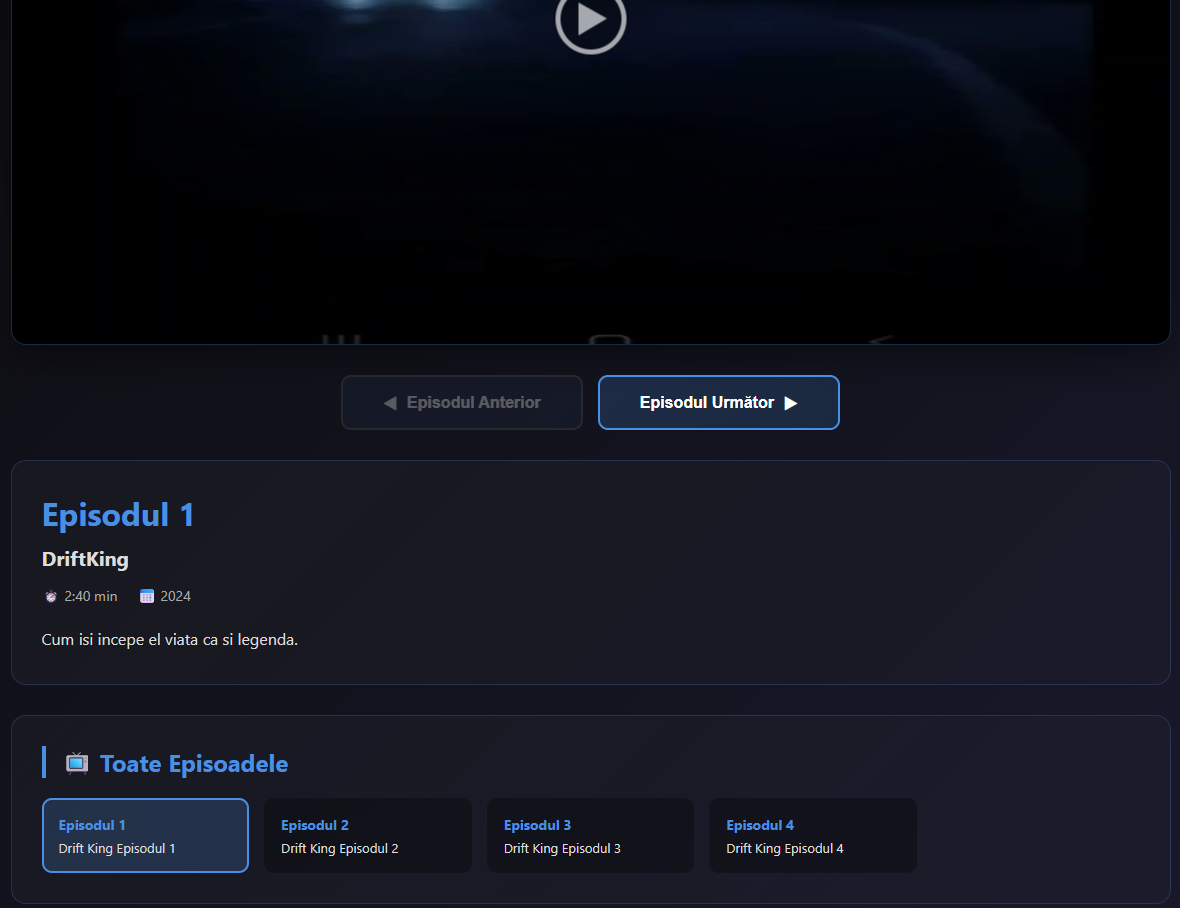 ◀ Episodul Anterior
Episodul Următor ▶
Episodul 1
DriftKing
2:40 min
2024
Cum isi incepe el viata ca si legenda.
Toate Episoadele
Episodul 1
Drift King Episodul 1
Episodul 2
Drift King Episodul 2
Episodul 3
Drift King Episodul 3
Episodul 4
Drift King Episodul 4